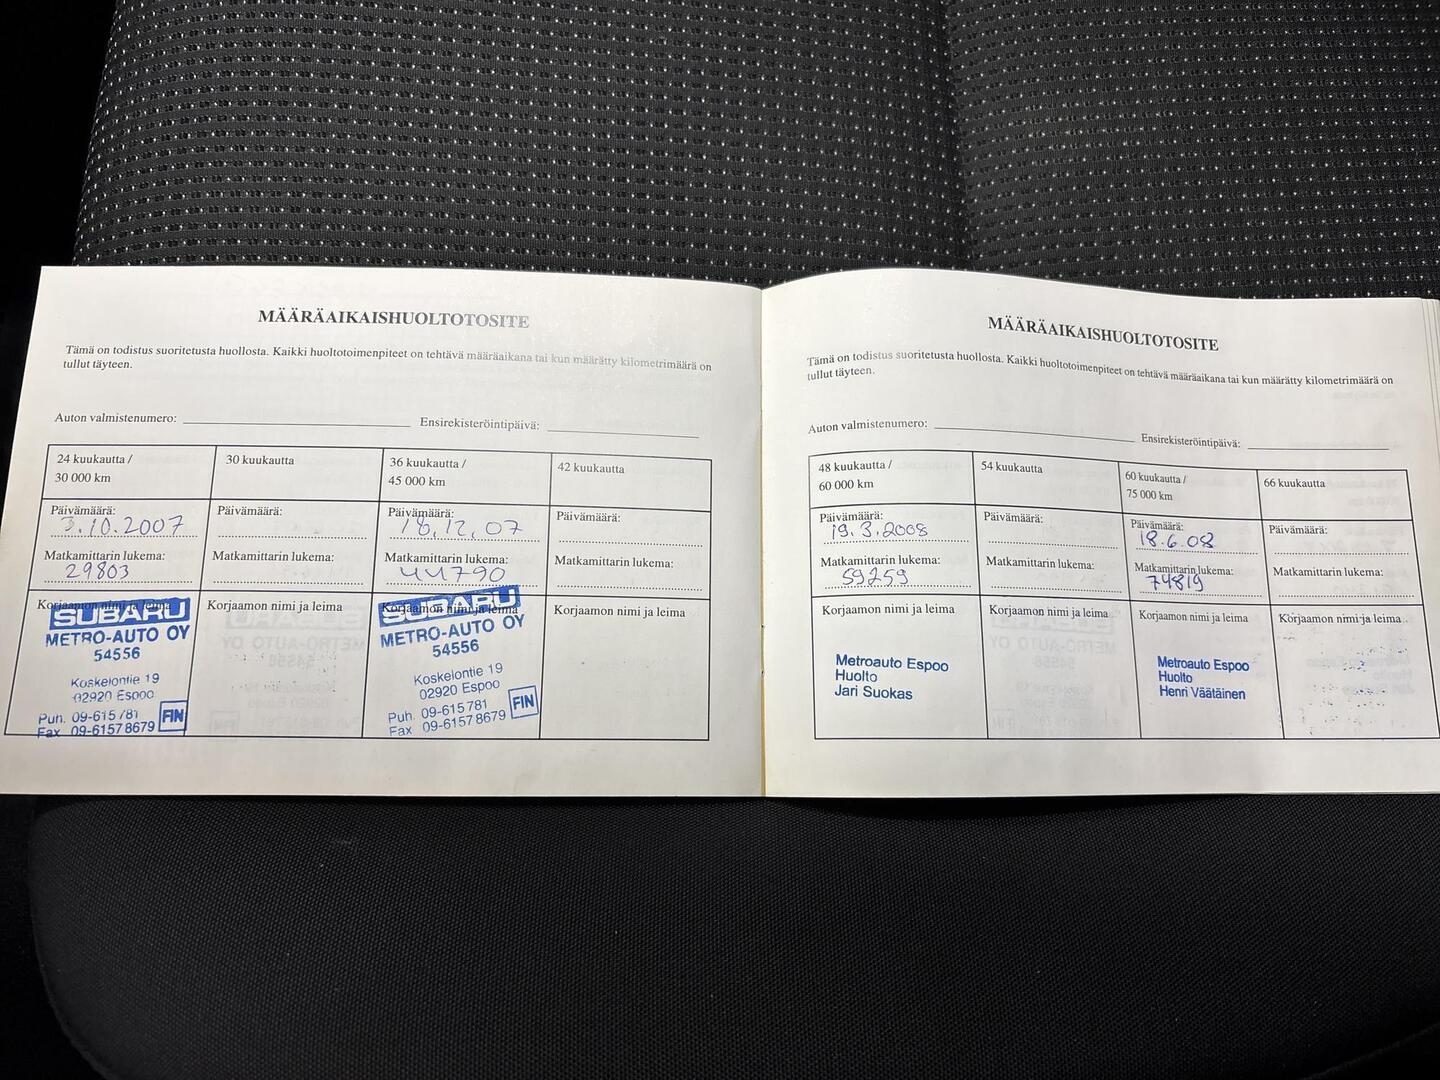 MÄÄRÄAIKAISHUOLTOTOSITE
Tämä on todistus suoritetusta huollosta. Kaikki huoltotoimenpiteet on tehtävä määräaikana tai kun määrätty kilometrimäärä on
tullut täyteen.
Auton valmistenumero:
Ensirekisteröintipäivä:
24 kuukautta /
30 000 km
Päivämäärä:
3.10.2007
Matkamittarin lukema:
29803
Korjaamon nimi ja leima
SUBARU
METRO-AUTO OY
54556
Koskelontie 19
02920 Espoo
Puh. 09-615 781
Fax 09-6157 8679
FIN
30 kuukautta
Päivämäärä:
Matkamittarin lukema:
Korjaamon nimi ja leima
36 kuukautta /
45 000 km
Päivämäärä:
18.12.07
Matkamittarin lukema:
44790
Korjaamon nimi ja leima
SUBARU
METRO-AUTO OY
54556
Koskelontie 19
02920 Espoo
Puh. 09-615 781
Fax 09-6157 8679
FIN
42 kuukautta
Päivämäärä:
Matkamittarin lukema:
Korjaamon nimi ja leima
MÄÄRÄAIKAISHUOLTOTOSITE
Tämä on todistus suoritetusta huollosta. Kaikki huoltotoimenpiteet on tehtävä määräaikana tai kun määrätty kilometrimäärä on
tullut täyteen.
Auton valmistenumero:
Ensirekisteröintipäivä:
48 kuukautta /
60 000 km
Päivämäärä:
19.3.2008
Matkamittarin lukema:
59259
Korjaamon nimi ja leima
Metroauto Espoo
Huolto
Jari Suokas
54 kuukautta
Päivämäärä:
Matkamittarin lukema:
Korjaamon nimi ja leima
60 kuukautta /
75 000 km
Päivämäärä:
18.6.08
Matkamittarin lukema:
74819
Korjaamon nimi ja leima
Metroauto Espoo
Huolto
Henri Väätäinen
66 kuukautta
Päivämäärä:
Matkamittarin lukema:
Korjaamon nimi ja leima